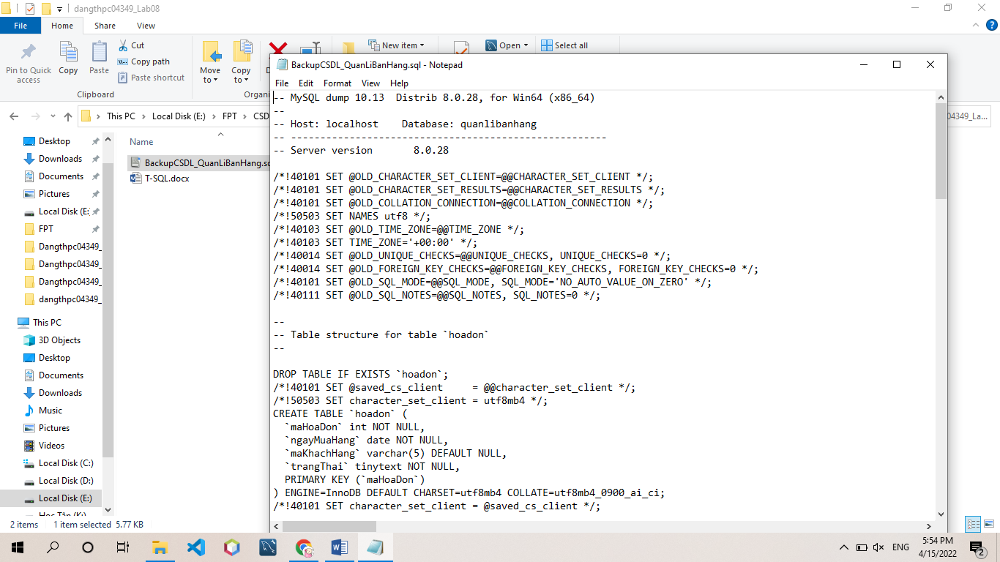 dangthpc04349_Lab08
File Home Share View
Pin to Quick access
Copy
Paste
Cut
Copy path
Paste shortcut
Clipboard
Move to
Copy to
New item
Open
Select all
This PC > Local Disk (E:) > FPT >
Desktop
Downloads
Documents
Pictures
Local Disk (E:
FPT
Dangthpc04349_
Dangthpc04349_
Dangthpc04349_
dangthpc04349_
This PC
3D Objects
Desktop
Documents
Downloads
Music
Pictures
Videos
Local Disk (C:)
Local Disk (D:)
Local Disk (E:)
Name
T-SQL.docx
2 items 1 item selected 5.77 KB
BackupCSDL_QuanLiBanHang.sql - Notepad
File Edit Format View Help
-- MySQL dump 10.13  Distrib 8.0.28, for Win64 (x86_64)
--
-- Host: localhost    Database: quanlibanhang
-- ------------------------------------------------------
-- Server version       8.0.28
/*!40101 SET @OLD_CHARACTER_SET_CLIENT=@@CHARACTER_SET_CLIENT */;
/*!40101 SET @OLD_CHARACTER_SET_RESULTS=@@CHARACTER_SET_RESULTS */;
/*!40101 SET @OLD_COLLATION_CONNECTION=@@COLLATION_CONNECTION */;
/*!50503 SET NAMES utf8 */;
/*!40103 SET @OLD_TIME_ZONE=@@TIME_ZONE */;
/*!40103 SET TIME_ZONE='+00:00' */;
/*!40014 SET @OLD_UNIQUE_CHECKS=@@UNIQUE_CHECKS, UNIQUE_CHECKS=0 */;
/*!40014 SET @OLD_FOREIGN_KEY_CHECKS=@@FOREIGN_KEY_CHECKS, FOREIGN_KEY_CHECKS=0 */;
/*!40101 SET @OLD_SQL_MODE=@@SQL_MODE, SQL_MODE='NO_AUTO_VALUE_ON_ZERO' */;
/*!40111 SET @OLD_SQL_NOTES=@@SQL_NOTES, SQL_NOTES=0 */;
--
-- Table structure for table `hoadon`
--
DROP TABLE IF EXISTS `hoadon`;
/*!40101 SET @saved_cs_client     = @@character_set_client */;
/*!50503 SET character_set_client = utf8mb4 */;
CREATE TABLE `hoadon` (
  `maHoaDon` int NOT NULL,
  `ngayMuaHang` date NOT NULL,
  `maKhachHang` varchar(5) DEFAULT NULL,
  `trangThai` tinytext NOT NULL,
  PRIMARY KEY (`maHoaDon`)
) ENGINE=InnoDB DEFAULT CHARSET=utf8mb4 COLLATE=utf8mb4_0900_ai_ci;
/*!40101 SET character_set_client = @saved_cs_client */;
ENG
5:54 PM
4/15/2022
2